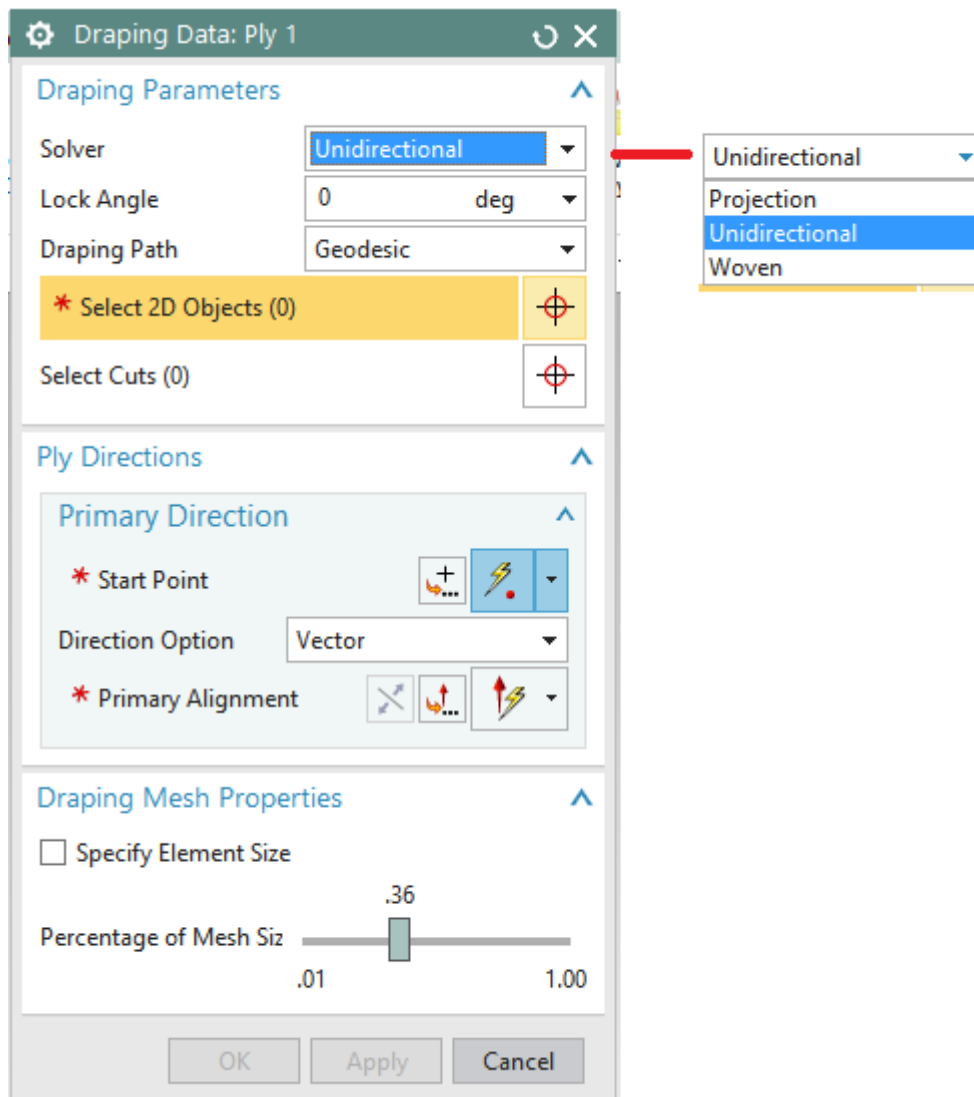 Draping Data: Ply 1
Draping Parameters
Solver Unidirectional
Lock Angle 0 deg
Draping Path Geodesic
* Select 2D Objects (0)
Select Cuts (0)
Ply Directions
Primary Direction
* Start Point
Direction Option Vector
* Primary Alignment
Draping Mesh Properties
Specify Element Size
.36
Percentage of Mesh Siz
.01 1.00
OK Apply Cancel
Unidirectional
Projection
Unidirectional
Woven